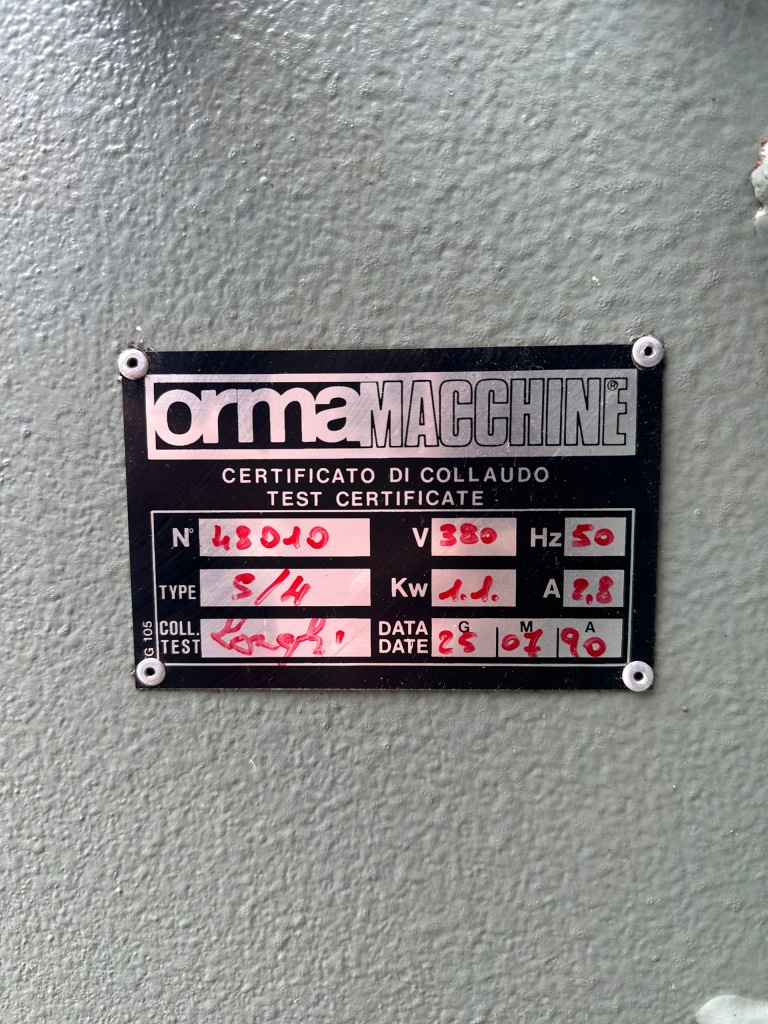 ormaMACCHINE®
CERTIFICATO DI COLLAUDO
TEST CERTIFICATE
N° 48010 V 380 Hz 50
TYPE S/4 Kw 1.1. A 2,8
COLL. TEST DATA DATE G 25 M 07 A 90
G 105